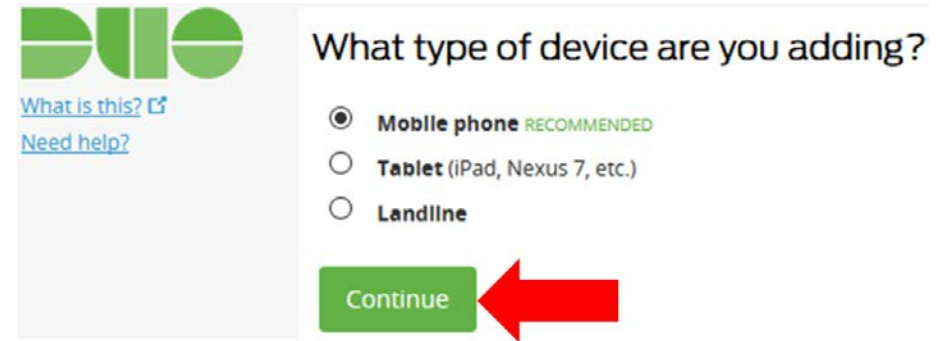 DUO
What is this?
Need help?
What type of device are you adding?
Mobile phone RECOMMENDED
Tablet (iPad, Nexus 7, etc.)
Landline
Continue